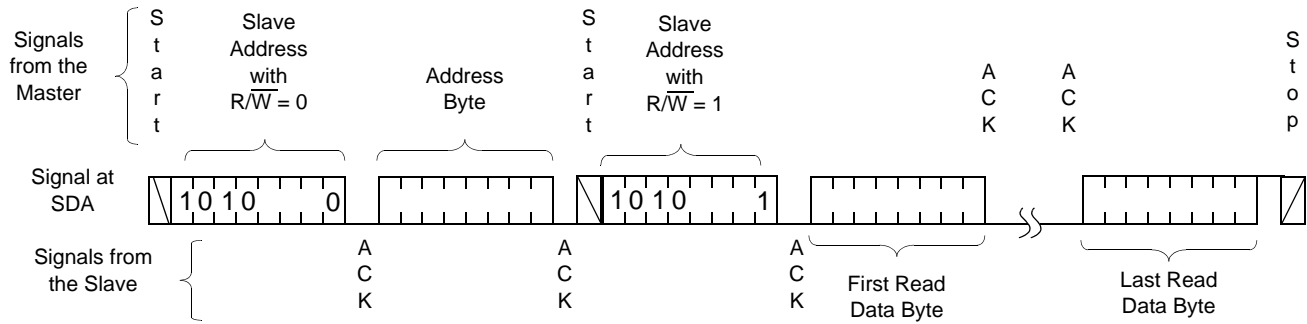 Signals
from the
Master
S
t
a
r
t
Slave
Address
with
R/W̅ = 0
Address
Byte
S
t
a
r
t
Slave
Address
with
R/W̅ = 1
A
C
K
A
C
K
S
t
o
p
Signal at
SDA
1 0 1 0 0
1 0 1 0 1
Signals from
the Slave
A
C
K
A
C
K
A
C
K
First Read
Data Byte
Last Read
Data Byte